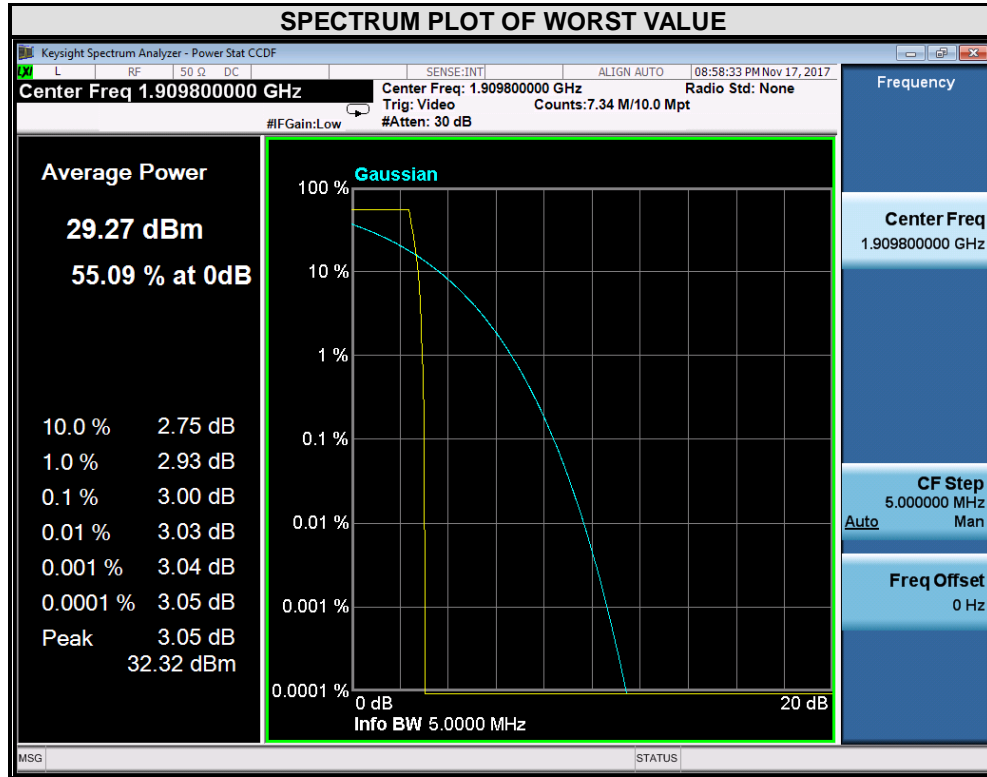 SPECTRUM PLOT OF WORST VALUE
Keysight Spectrum Analyzer - Power Stat CCDF
LXI L RF 50 Ω DC SENSE:INT ALIGN AUTO 08:58:33 PM Nov 17, 2017
Center Freq 1.909800000 GHz
Center Freq: 1.909800000 GHz Radio Std: None
Trig: Video Counts:7.34 M/10.0 Mpt
#IFGain:Low #Atten: 30 dB
Average Power
29.27 dBm
55.09 % at 0dB
10.0 % 2.75 dB
1.0 % 2.93 dB
0.1 % 3.00 dB
0.01 % 3.03 dB
0.001 % 3.04 dB
0.0001 % 3.05 dB
Peak 3.05 dB
32.32 dBm
Gaussian
100 %
10 %
1 %
0.1 %
0.01 %
0.001 %
0.0001 %
0 dB 20 dB
Info BW 5.0000 MHz
Frequency
Center Freq
1.909800000 GHz
CF Step
5.000000 MHz
Auto Man
Freq Offset
0 Hz
MSG STATUS